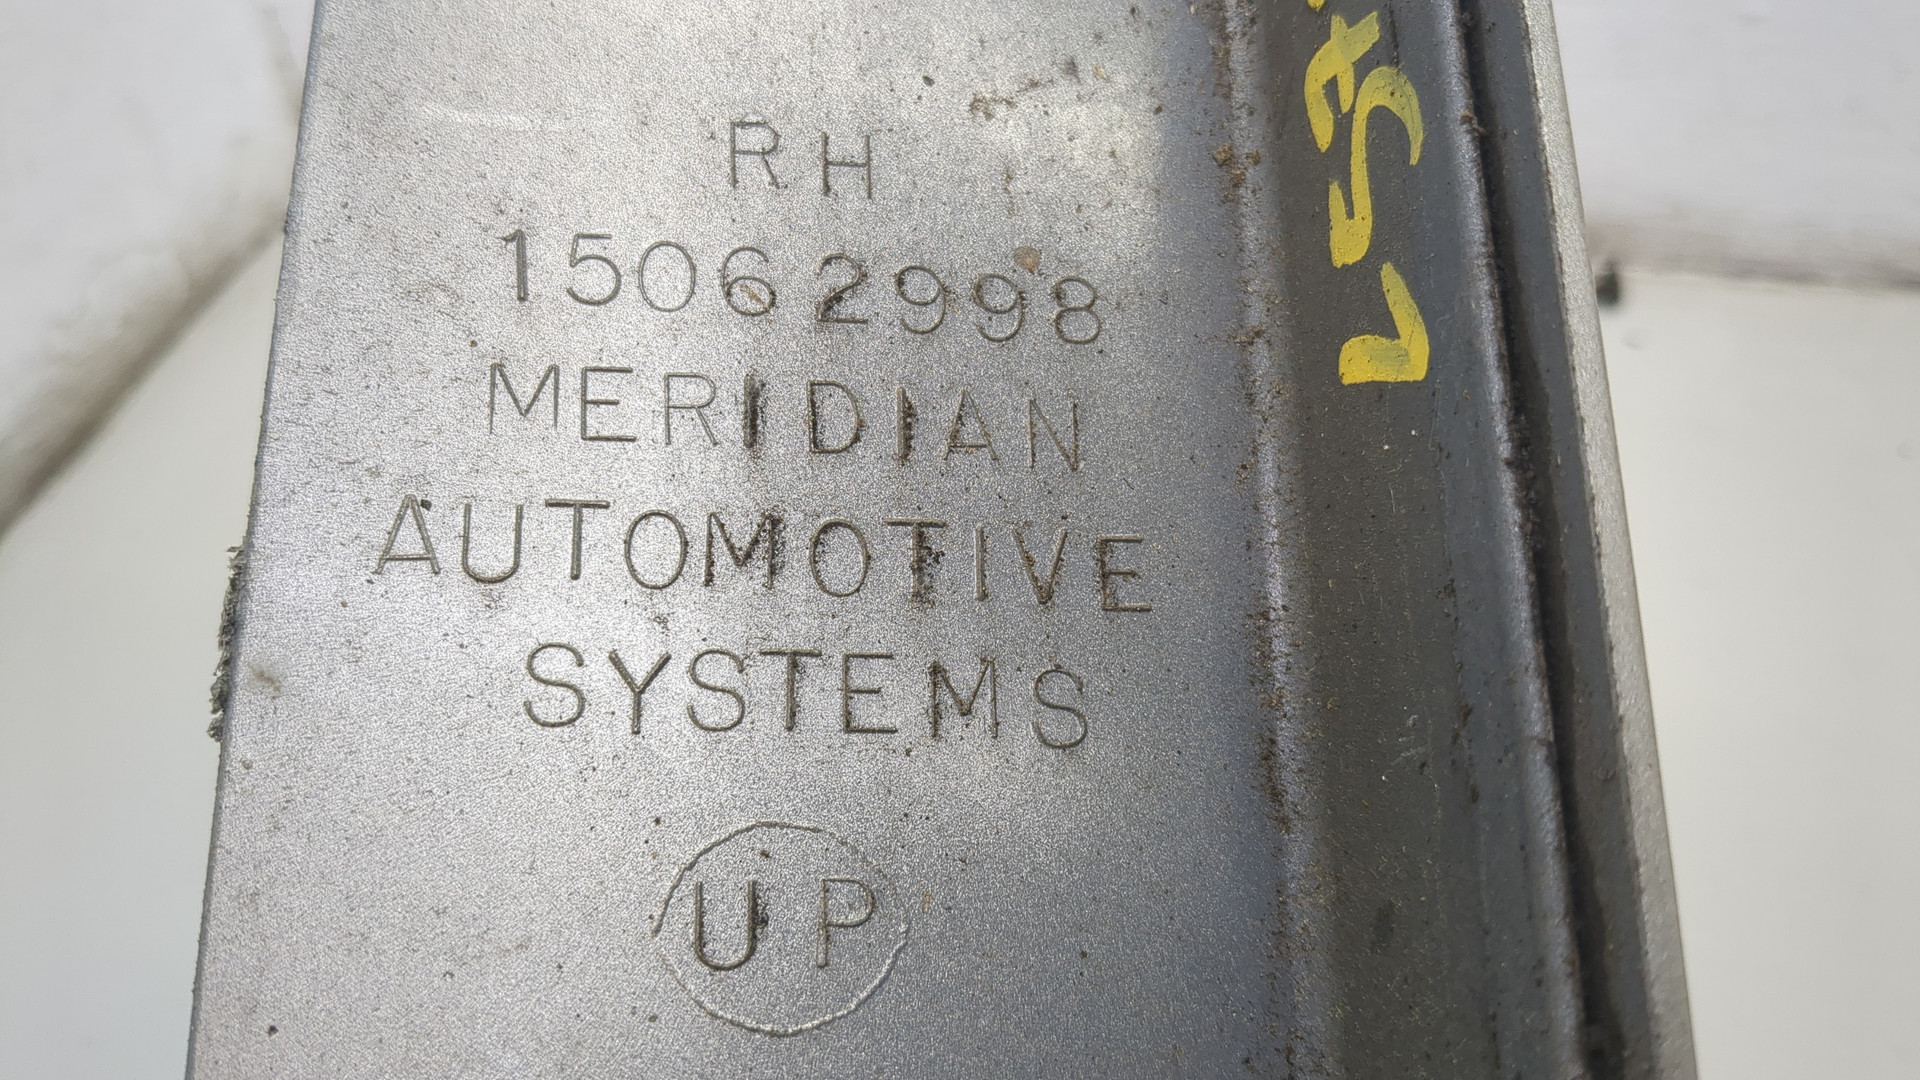 RH
15062998
MERIDIAN
AUTOMOTIVE
SYSTEMS
UP